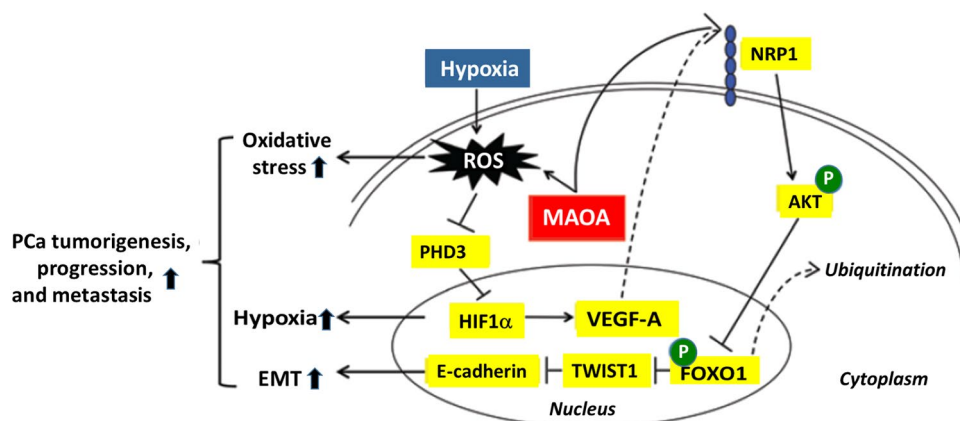 NRP1
Hypoxia
Oxidative
stress
ROS
P
AKT
MAOA
PCa tumorigenesis,
progression,
and metastasis
PHD3
Ubiquitination
Hypoxia
HIF1α
VEGF-A
P
EMT
E-cadherin
TWIST1
FOXO1
Cytoplasm
Nucleus